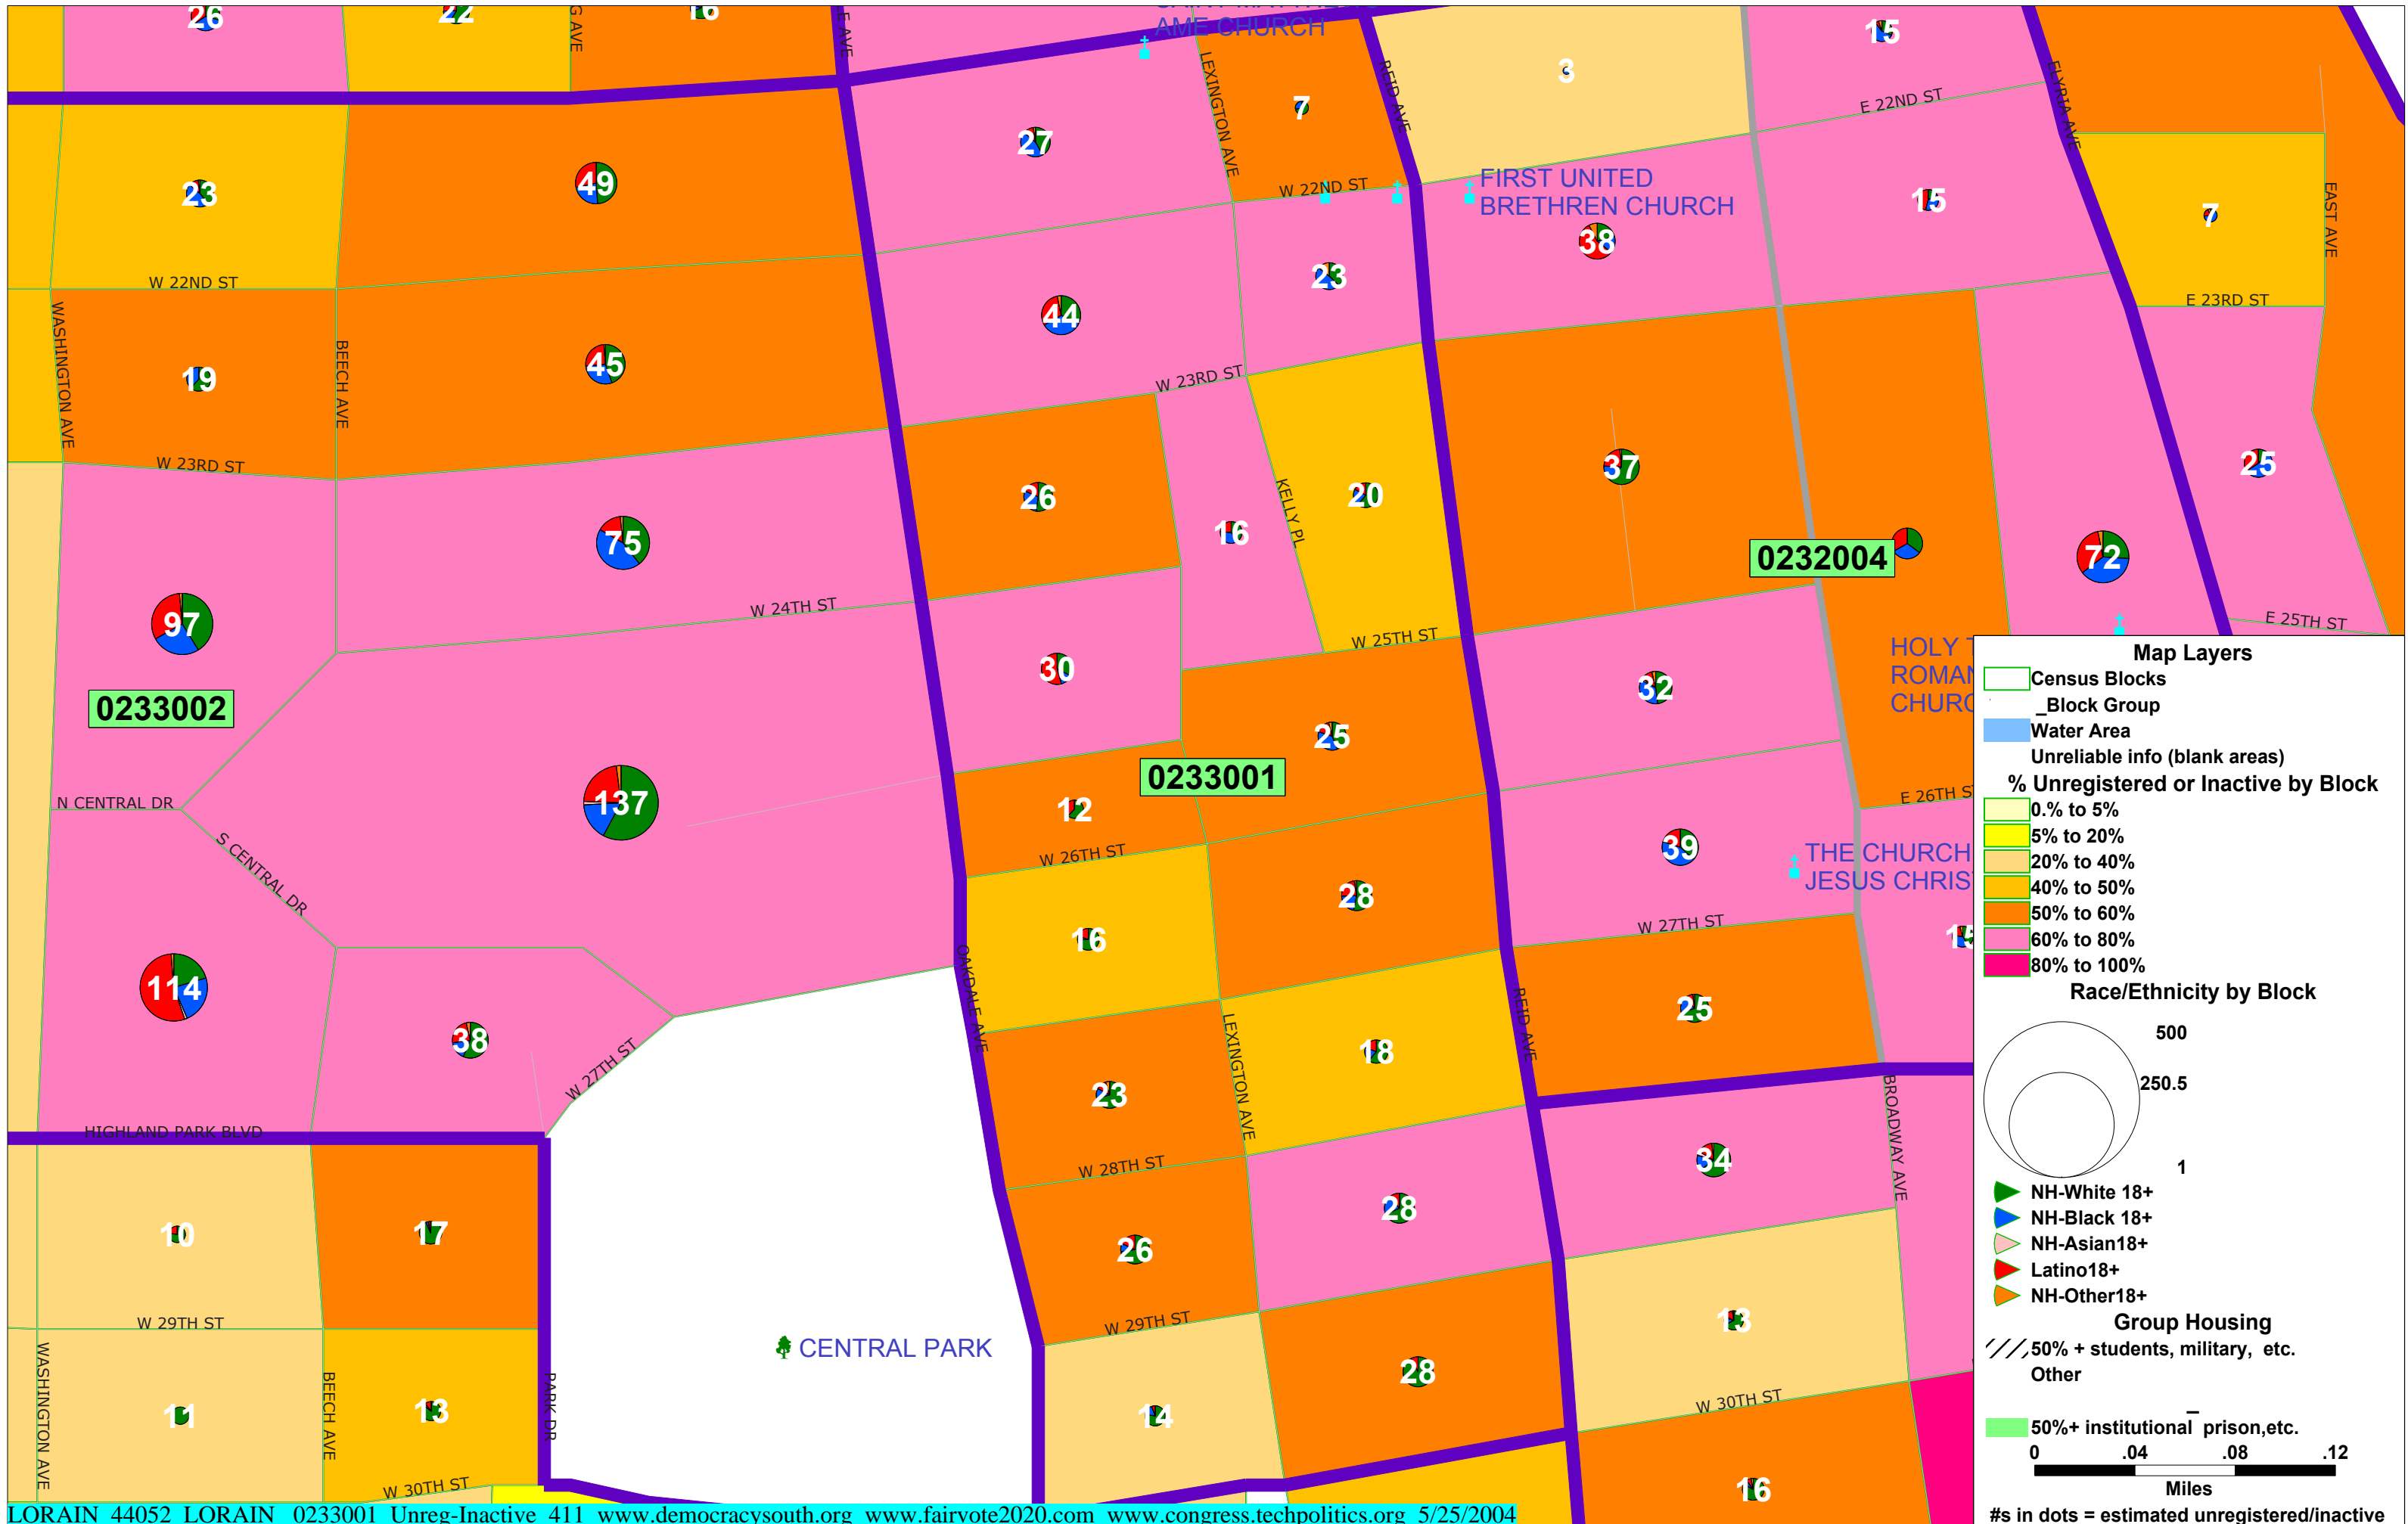 26
22
G AVE
16
LE AVE
AME CHURCH
LEXINGTON AVE
7
REID AVE
3
15
E 22ND ST
ELYRIA AVE
27
49
23
W 22ND ST
FIRST UNITED
BRETHREN CHURCH
38
15
7
EAST AVE
W 22ND ST
E 23RD ST
23
44
WASHINGTON AVE
19
BEECH AVE
45
W 23RD ST
W 23RD ST
26
16
KELLY PL
20
37
25
75
0232004
72
97
W 24TH ST
W 25TH ST
E 25TH ST
30
32
HOLY T
ROMAN
CHURC
0233002
25
0233001
N CENTRAL DR
137
12
E 26TH ST
W 26TH ST
S CENTRAL DR
39
THE CHURCH
JESUS CHRIS
28
16
W 27TH ST
15
OAKDALE AVE
114
38
REID AVE
25
W 27TH ST
18
23
LEXINGTON AVE
BROADWAY AVE
HIGHLAND PARK BLVD
34
W 28TH ST
28
10
17
26
W 29TH ST
W 29TH ST
13
CENTRAL PARK
28
W 30TH ST
WASHINGTON AVE
11
BEECH AVE
13
PARK DR
14
W 30TH ST
16
Map Layers
Census Blocks
_Block Group
Water Area
Unreliable info (blank areas)
% Unregistered or Inactive by Block
0.% to 5%
5% to 20%
20% to 40%
40% to 50%
50% to 60%
60% to 80%
80% to 100%
Race/Ethnicity by Block
500
250.5
1
NH-White 18+
NH-Black 18+
NH-Asian18+
Latino18+
NH-Other18+
Group Housing
50% + students, military, etc.
Other
_
50%+ institutional prison,etc.
0 .04 .08 .12
Miles
#s in dots = estimated unregistered/inactive
LORAIN 44052 LORAIN 0233001 Unreg-Inactive 411 www.democracysouth.org www.fairvote2020.com www.congress.techpolitics.org 5/25/2004